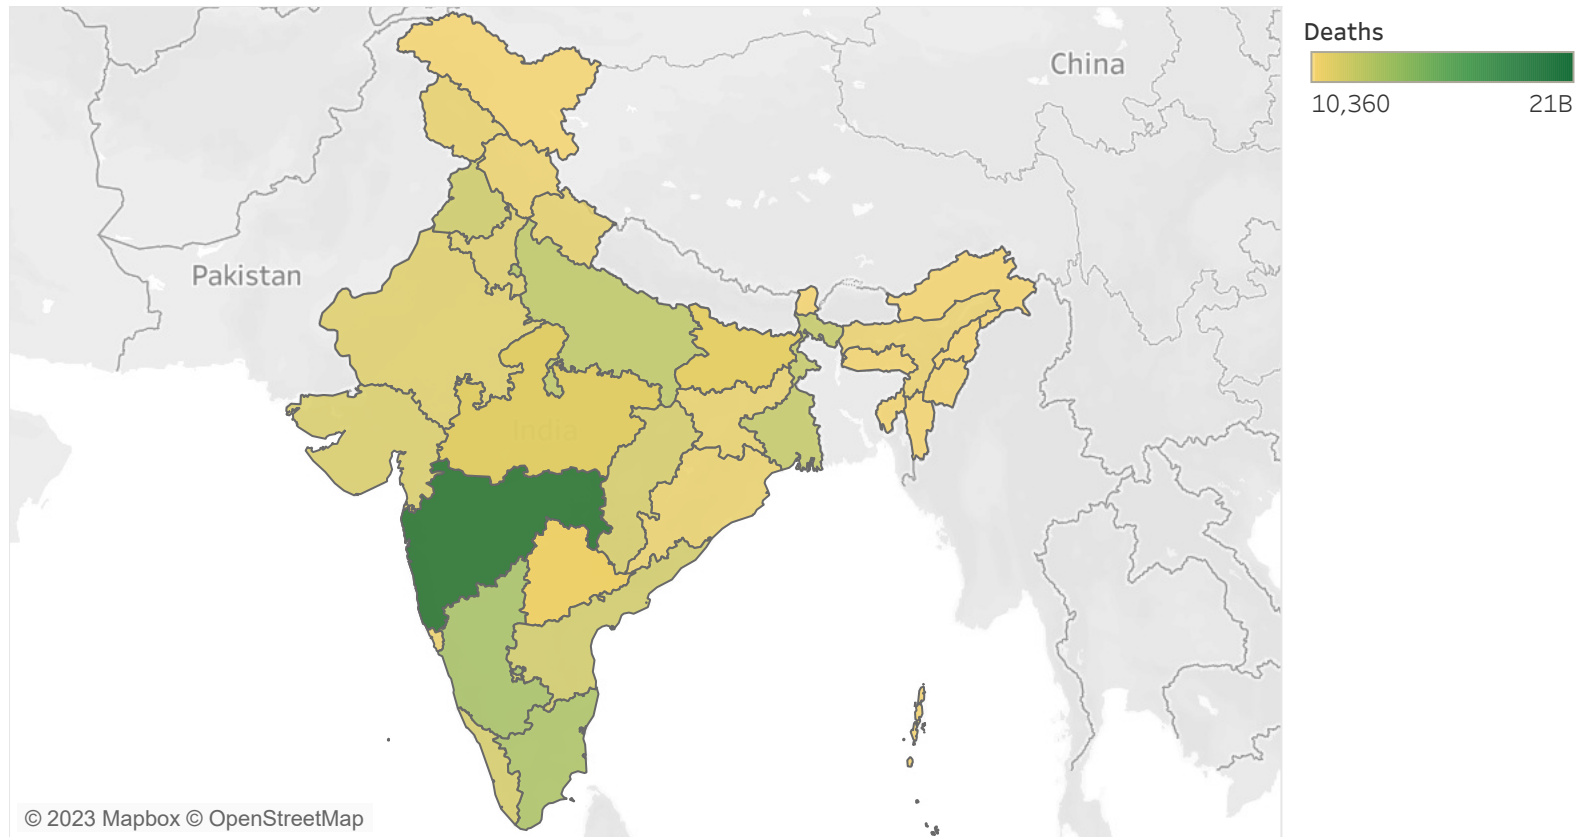 Deaths
10,360
21B
China
Pakistan
India
© 2023 Mapbox © OpenStreetMap